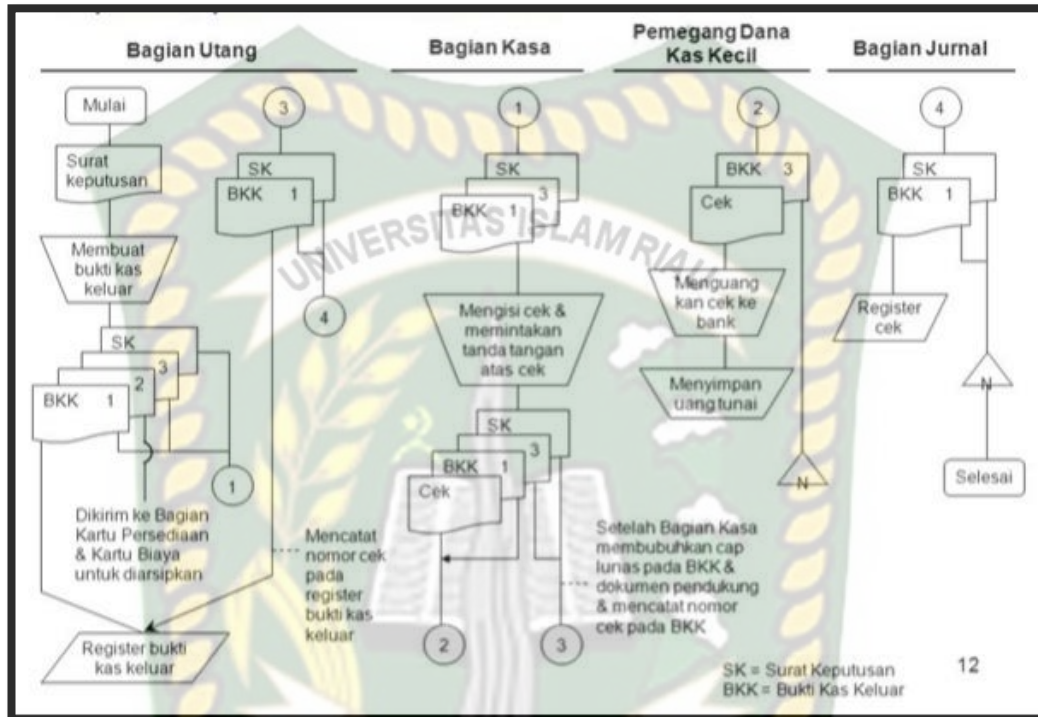 Bagian Utang
Bagian Kasa
Pemegang Dana
Kas Kecil
Bagian Jurnal
Mulai
Surat
keputusan
Membuat
bukti kas
keluar
SK
3
2
BKK 1
1
Dikirim ke Bagian
Kartu Persediaan
& Kartu Biaya
untuk diarsipkan
Register bukti
kas keluar
3
SK
BKK 1
4
Mencatat
nomor cek
pada
register
bukti kas
keluar
1
SK
3
BKK 1
Mengisi cek &
memintakan
tanda tangan
atas cek
SK
3
BKK 1
Cek
2
3
Setelah Bagian Kasa
membubuhkan cap
lunas pada BKK &
dokumen pendukung
& mencatat nomor
cek pada BKK
2
BKK 3
Cek
Menguang
kan cek ke
bank
Menyimpan
uang tunai
N
4
SK
BKK 1
Register
cek
N
Selesai
SK = Surat Keputusan
BKK = Bukti Kas Keluar
12
UNIVERSITAS ISLAM RIAU